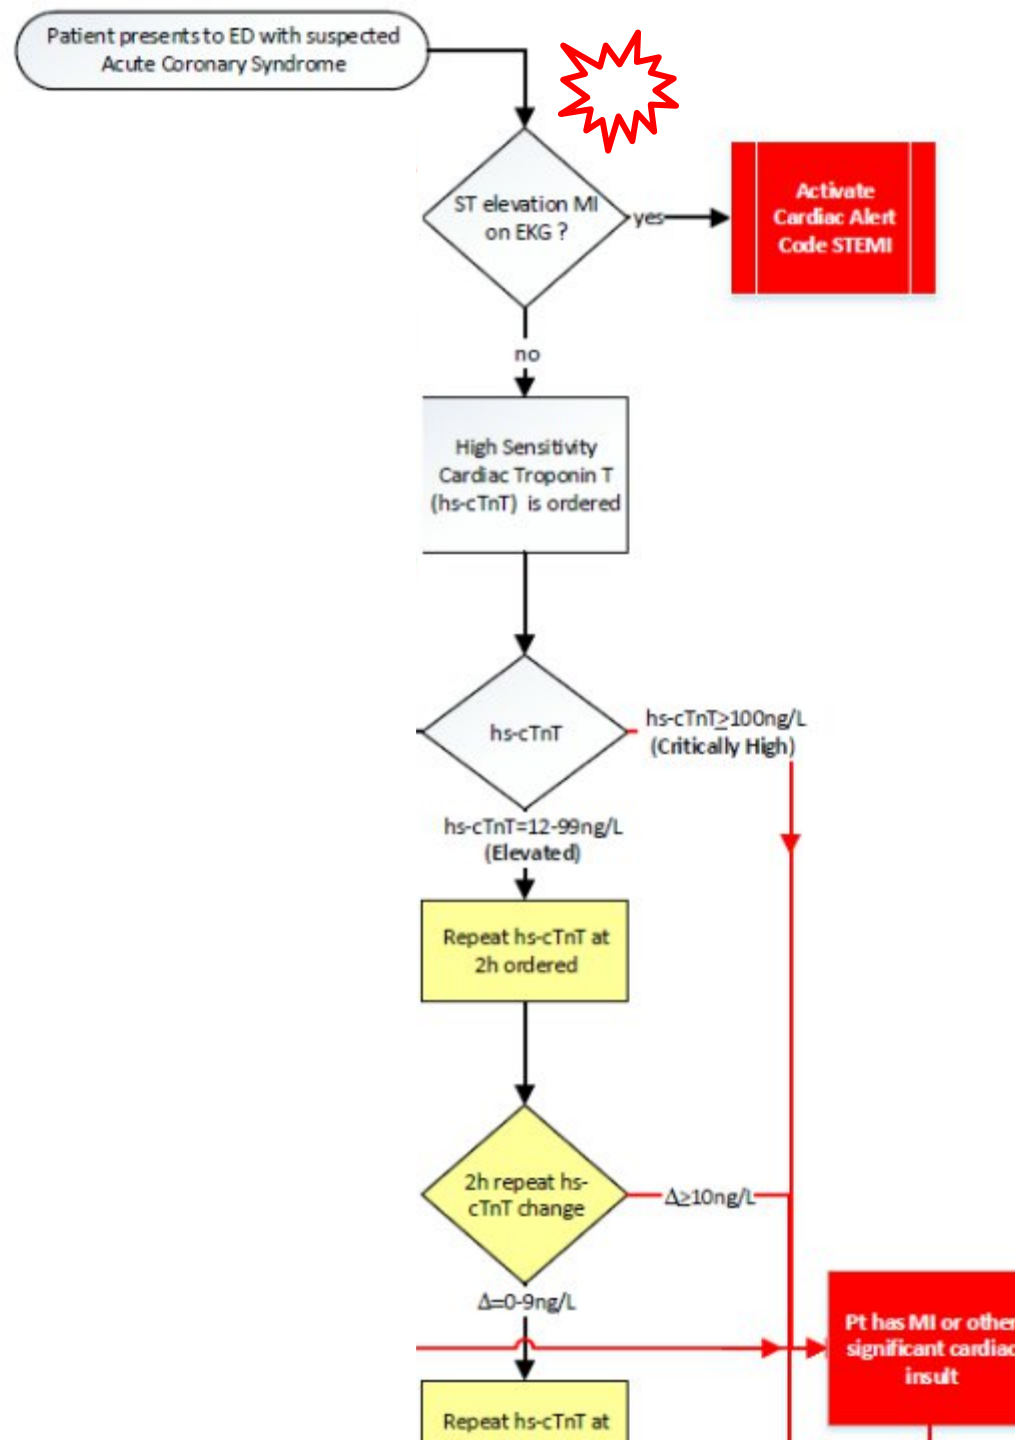 Patient presents to ED with suspected
Acute Coronary Syndrome
ST elevation MI
on EKG ?
yes
Activate
Cardiac Alert
Code STEMI
no
High Sensitivity
Cardiac Troponin T
(hs-cTnT) is ordered
hs-cTnT
hs-cTnT≥100ng/L
(Critically High)
hs-cTnT=12-99ng/L
(Elevated)
Repeat hs-cTnT at
2h ordered
2h repeat hs-
cTnT change
Δ≥10ng/L
Δ=0-9ng/L
Pt has MI or other
significant cardiac
insult
Repeat hs-cTnT at